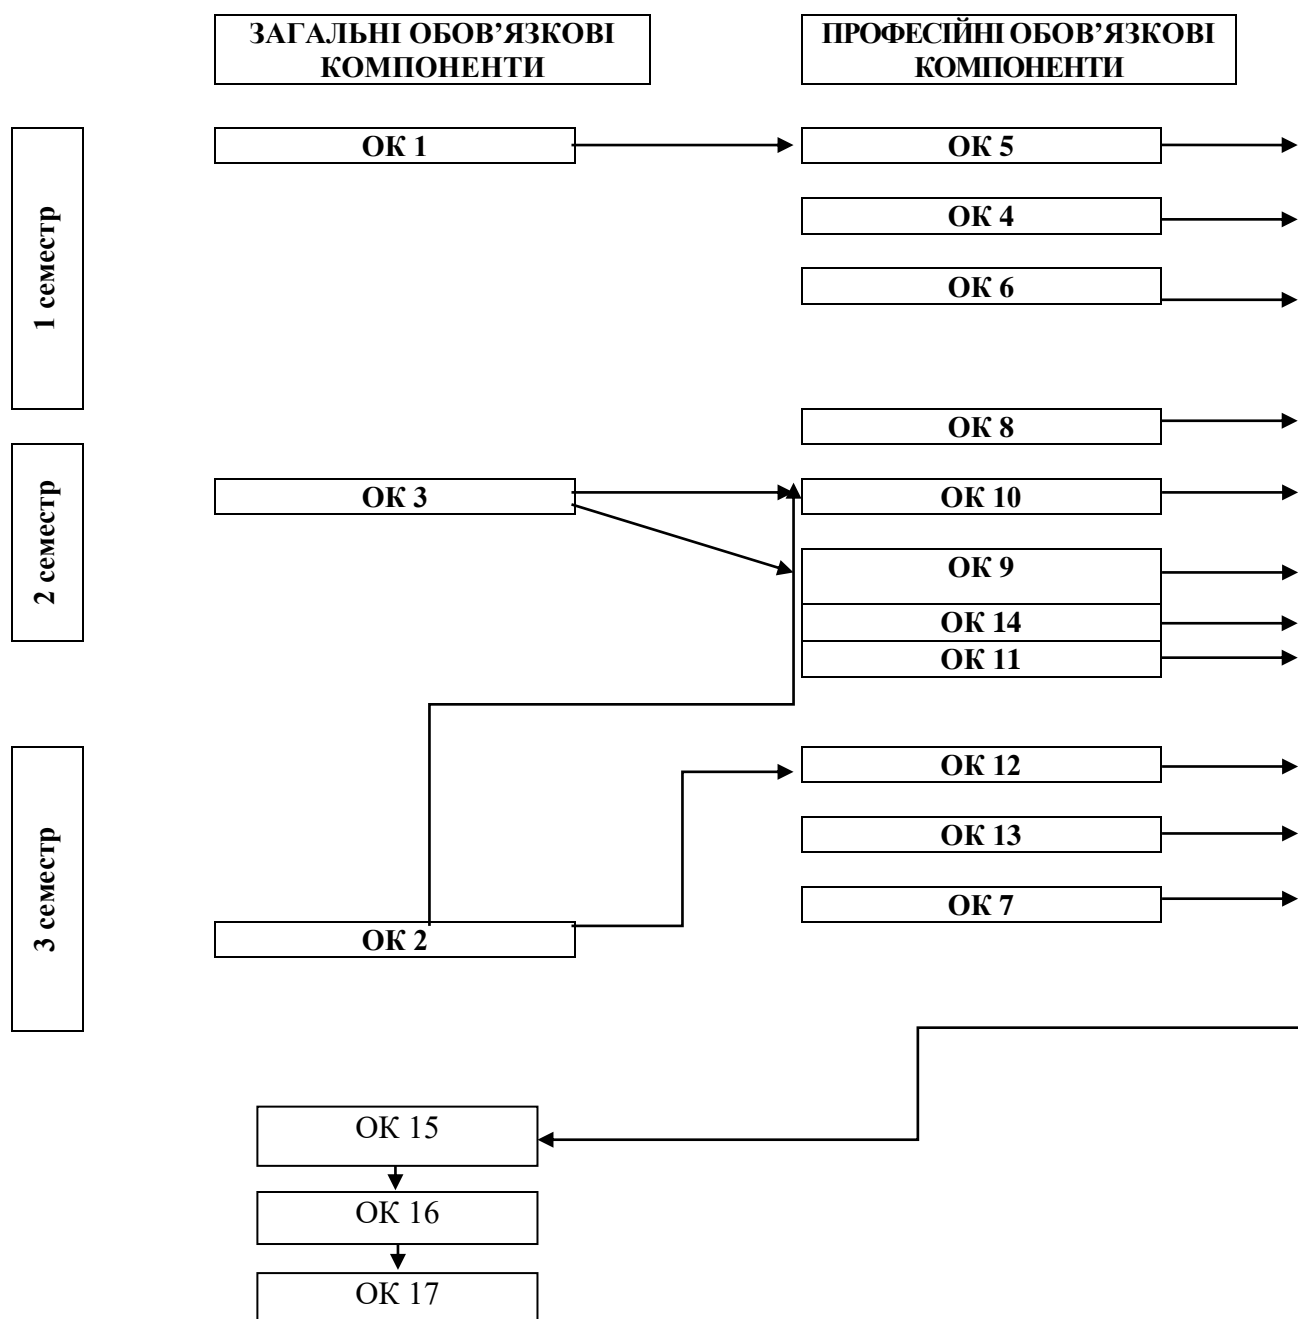 ЗАГАЛЬНІ ОБОВ’ЯЗКОВІ
КОМПОНЕНТИ
ПРОФЕСІЙНІ ОБОВ’ЯЗКОВІ
КОМПОНЕНТИ
1 семестр
ОК 1
ОК 5
ОК 4
ОК 6
ОК 8
2 семестр
ОК 3
ОК 10
ОК 9
ОК 14
ОК 11
3 семестр
ОК 12
ОК 13
ОК 7
ОК 2
ОК 15
ОК 16
ОК 17